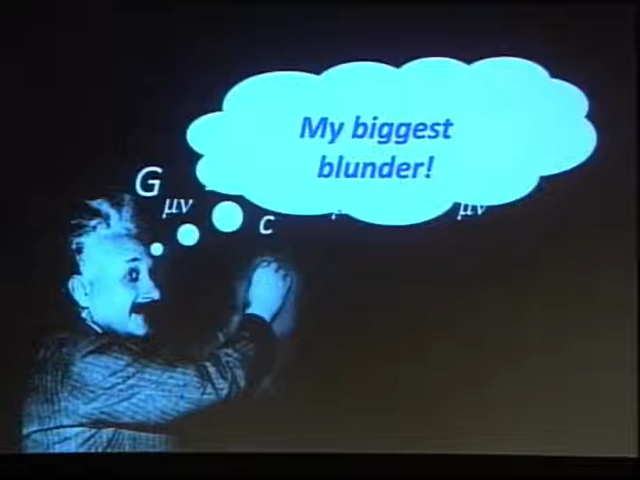 My biggest
blunder!
G
μν
c
μν